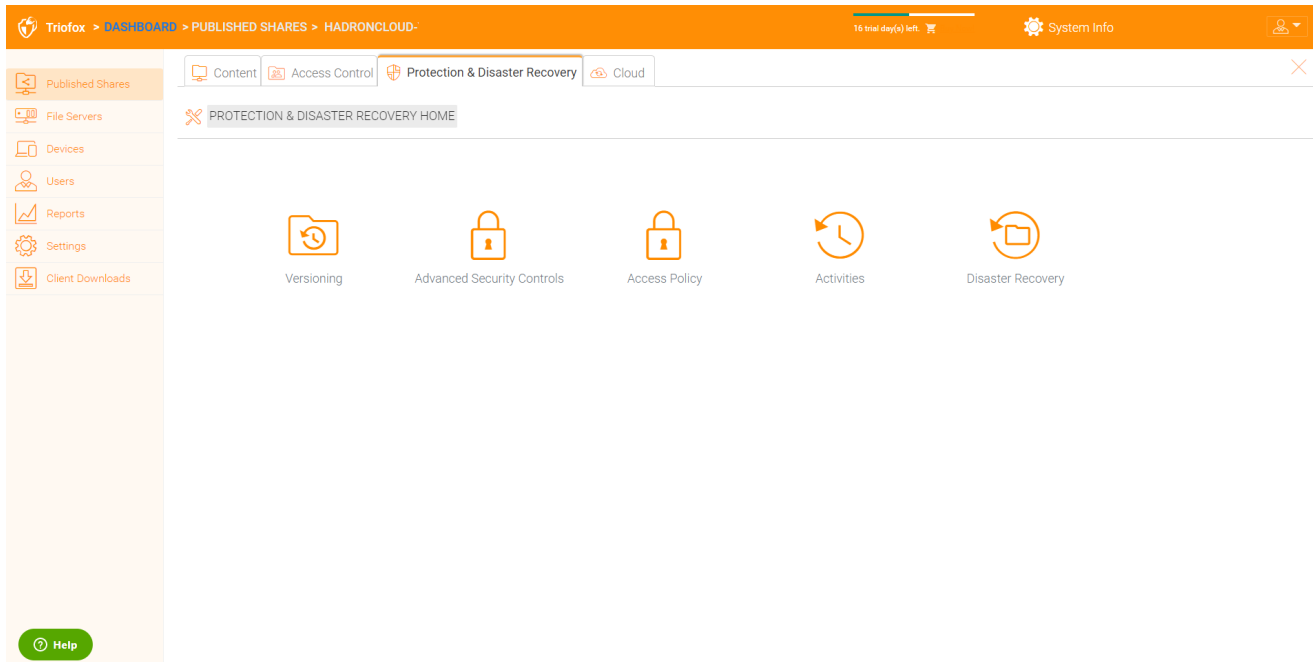 Triofox > DASHBOARD > PUBLISHED SHARES > HADRONCLOUD-
16 trial day(s) left.
System Info
Published Shares
File Servers
Devices
Users
Reports
Settings
Client Downloads
Help
Content
Access Control
Protection & Disaster Recovery
Cloud
PROTECTION & DISASTER RECOVERY HOME
Versioning
Advanced Security Controls
Access Policy
Activities
Disaster Recovery